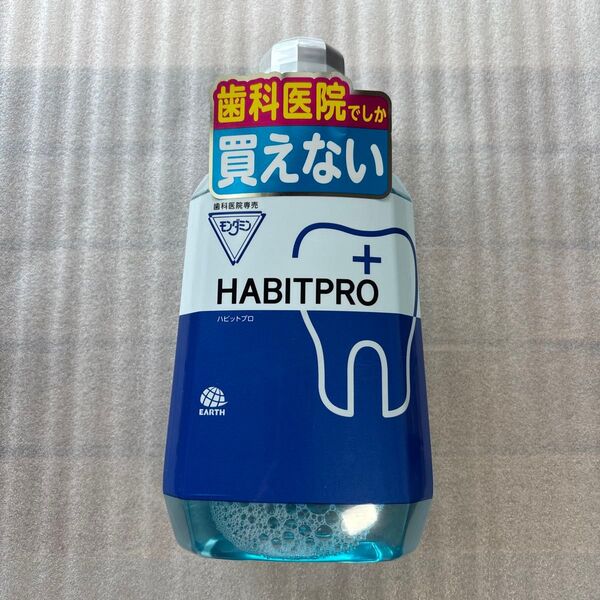 歯科医院でしか
買えない
歯科医院専売
モンダミン
HABITPRO
ハビットプロ
EARTH